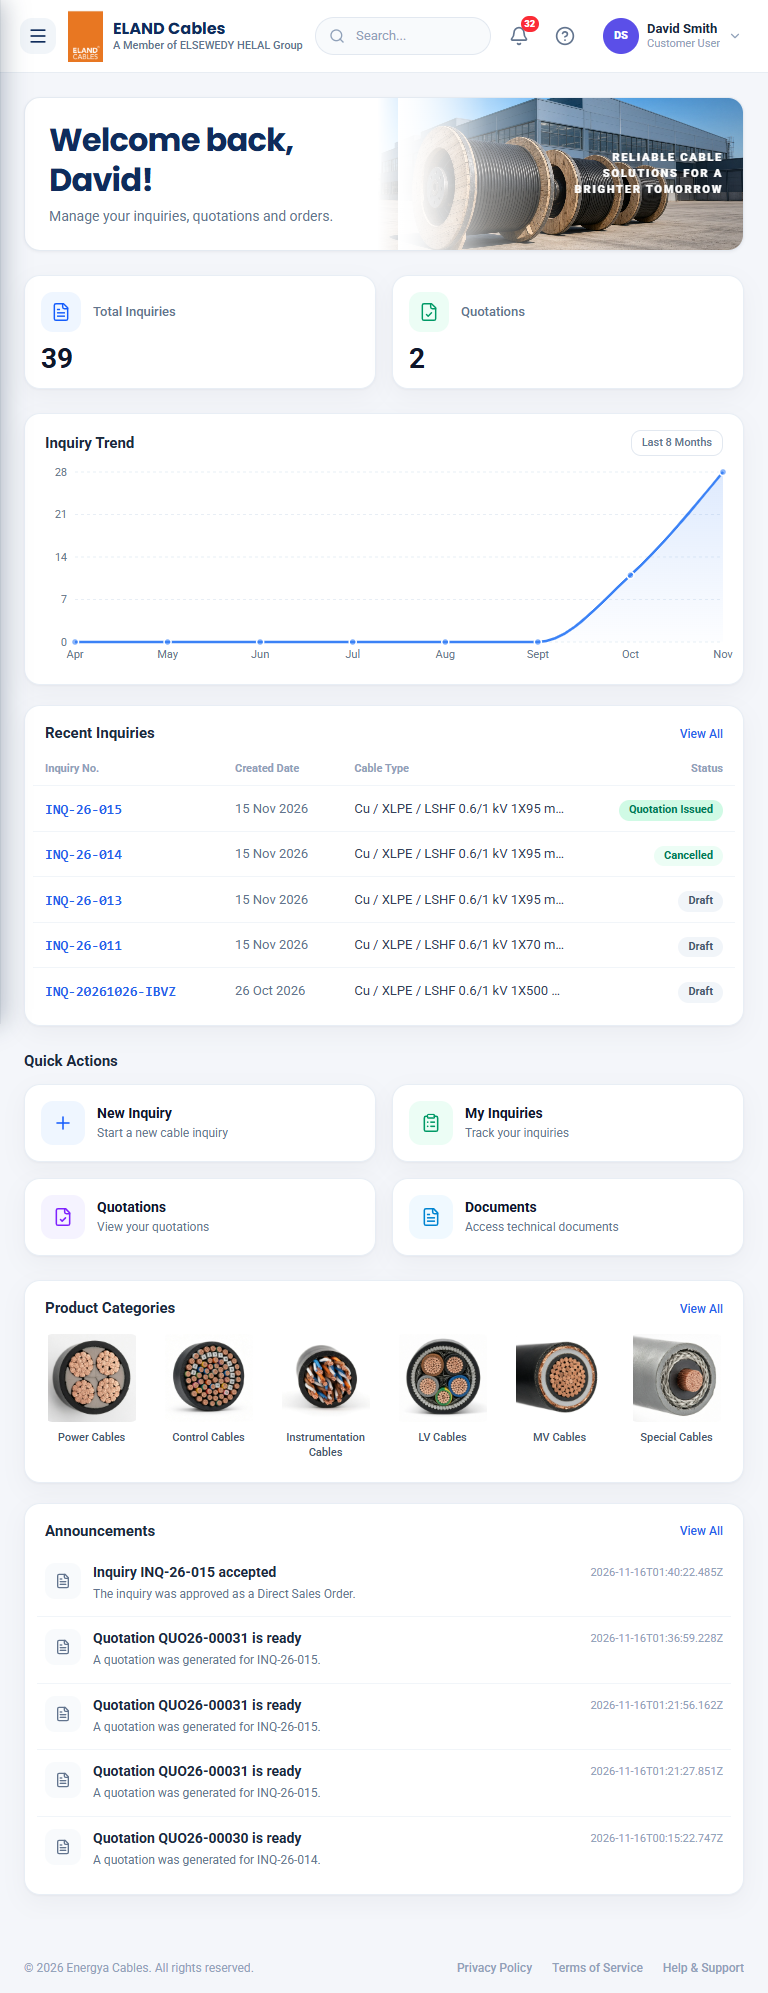 ELAND Cables
A Member of ELSEWEDY HELAL Group
ELAND
CABLES
Search...
32
DS
David Smith
Customer User
Welcome back,
David!
Manage your inquiries, quotations and orders.
RELIABLE CABLE
SOLUTIONS FOR A
BRIGHTER TOMORROW
Total Inquiries
39
Quotations
2
Inquiry Trend
Last 8 Months
28
21
14
7
0
Apr May Jun Jul Aug Sept Oct Nov
Recent Inquiries
View All
Inquiry No. Created Date Cable Type Status
INQ-26-015 15 Nov 2026 Cu / XLPE / LSHF 0.6/1 kV 1X95 m... Quotation Issued
INQ-26-014 15 Nov 2026 Cu / XLPE / LSHF 0.6/1 kV 1X95 m... Cancelled
INQ-26-013 15 Nov 2026 Cu / XLPE / LSHF 0.6/1 kV 1X95 m... Draft
INQ-26-011 15 Nov 2026 Cu / XLPE / LSHF 0.6/1 kV 1X70 m... Draft
INQ-20261026-IBVZ 26 Oct 2026 Cu / XLPE / LSHF 0.6/1 kV 1X500 ... Draft
Quick Actions
New Inquiry
Start a new cable inquiry
My Inquiries
Track your inquiries
Quotations
View your quotations
Documents
Access technical documents
Product Categories
View All
Power Cables
Control Cables
Instrumentation
Cables
LV Cables
MV Cables
Special Cables
Announcements
View All
Inquiry INQ-26-015 accepted 2026-11-16T01:40:22.485Z
The inquiry was approved as a Direct Sales Order.
Quotation QUO26-00031 is ready 2026-11-16T01:36:59.228Z
A quotation was generated for INQ-26-015.
Quotation QUO26-00031 is ready 2026-11-16T01:21:56.162Z
A quotation was generated for INQ-26-015.
Quotation QUO26-00031 is ready 2026-11-16T01:21:27.851Z
A quotation was generated for INQ-26-015.
Quotation QUO26-00030 is ready 2026-11-16T00:15:22.747Z
A quotation was generated for INQ-26-014.
© 2026 Energya Cables. All rights reserved.
Privacy Policy Terms of Service Help & Support